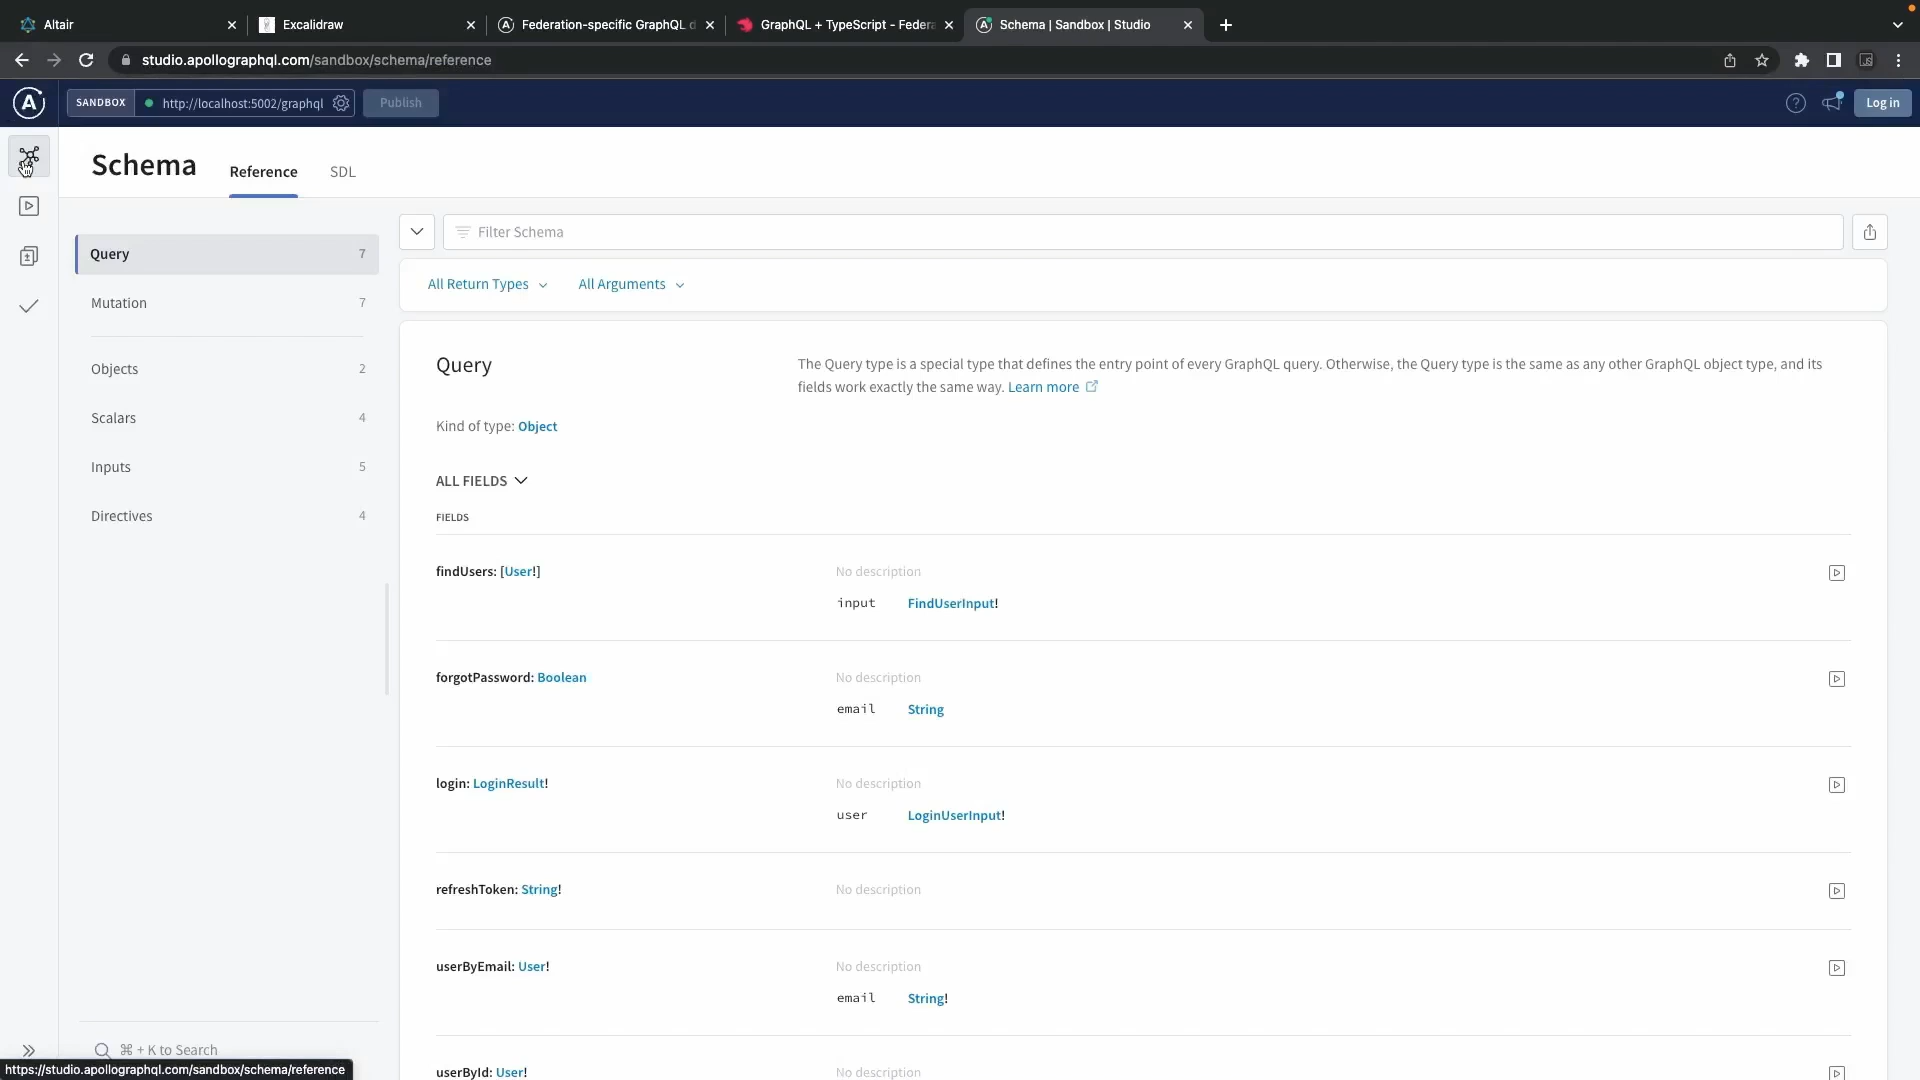 Altair
Excalidraw
Federation-specific GraphQL d
GraphQL + TypeScript - Federa
Schema | Sandbox | Studio
studio.apollographql.com/sandbox/schema/reference
A
SANDBOX
http://localhost:5002/graphql
Publish
?
Log in
Schema
Reference
SDL
Query 7
Mutation 7
Objects 2
Scalars 4
Inputs 5
Directives 4
Filter Schema
All Return Types
All Arguments
Query
The Query type is a special type that defines the entry point of every GraphQL query. Otherwise, the Query type is the same as any other GraphQL object type, and its
fields work exactly the same way. Learn more
Kind of type: Object
ALL FIELDS
FIELDS
findUsers: [User!]
No description
input FindUserInput!
forgotPassword: Boolean
No description
email String
login: LoginResult!
No description
user LoginUserInput!
refreshToken: String!
No description
userByEmail: User!
No description
email String!
userById: User!
No description
⌘ + K to Search
https://studio.apollographql.com/sandbox/schema/reference